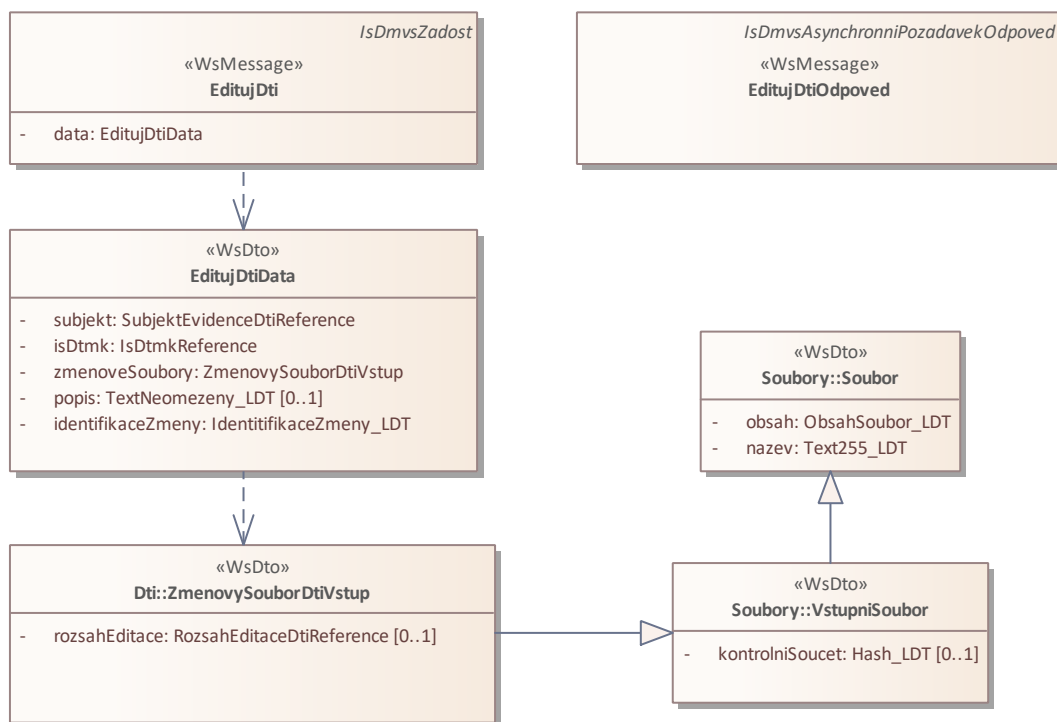 IsDmvsZadost
«WsMessage»
EditujDti
- data: EditujDtiData
IsDmvsAsynchronniPozadavekOdpoved
«WsMessage»
EditujDtiOdpoved
«WsDto»
EditujDtiData
- subjekt: SubjektEvidenceDtiReference
- isDtmk: IsDtmkReference
- zmenoveSoubory: ZmenovySouborDtiVstup
- popis: TextNeomezeny_LDT [0..1]
- identifikaceZmeny: IdentitifikaceZmeny_LDT
«WsDto»
Soubory::Soubor
- obsah: ObsahSoubor_LDT
- nazev: Text255_LDT
«WsDto»
Dti::ZmenovySouborDtiVstup
- rozsahEditace: RozsahEditaceDtiReference [0..1]
«WsDto»
Soubory::VstupniSoubor
- kontrolniSoucet: Hash_LDT [0..1]